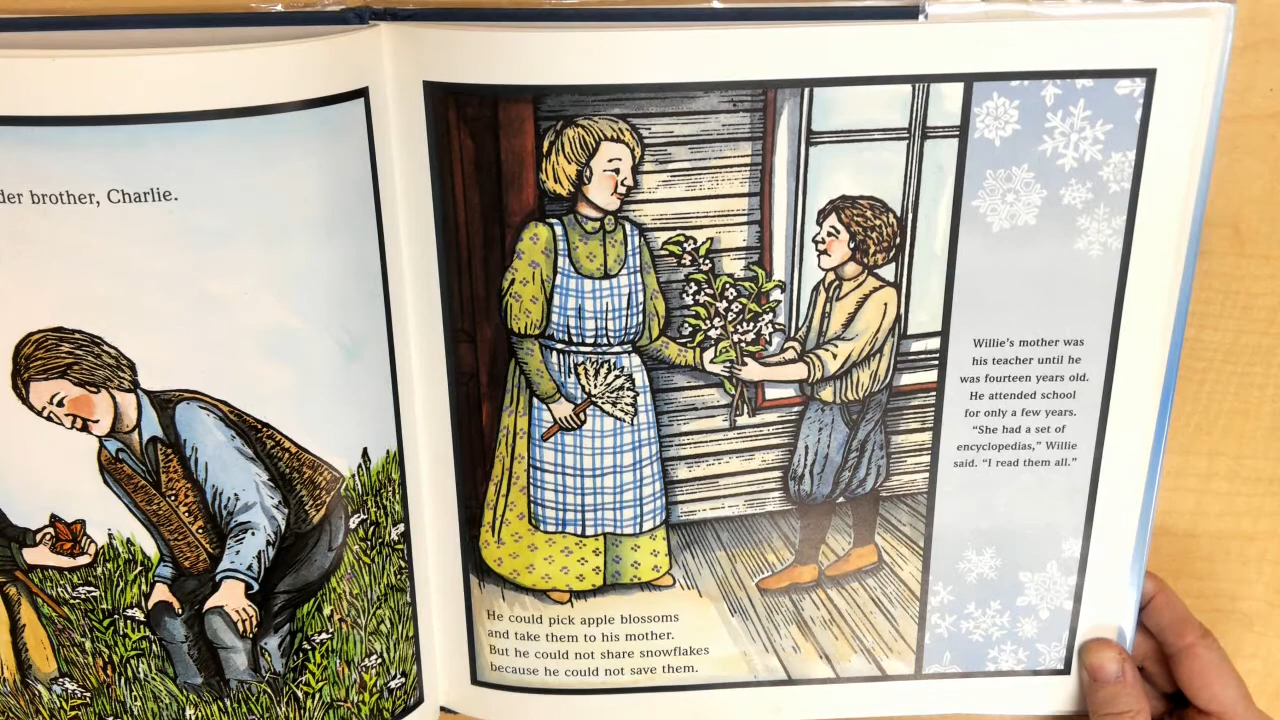 der brother, Charlie.
He could pick apple blossoms
and take them to his mother.
But he could not share snowflakes
because he could not save them.
Willie's mother was
his teacher until he
was fourteen years old.
He attended school
for only a few years.
“She had a set of
encyclopedias,” Willie
said. “I read them all.”